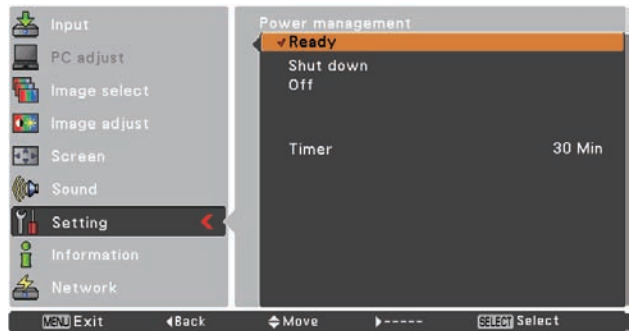 Input
PC adjust
Image select
Image adjust
Screen
Sound
Setting
Information
Network
Power management
✔Ready
Shut down
Off
Timer 30 Min
MENU Exit ◀Back ◆Move ▶----- SELECT Select